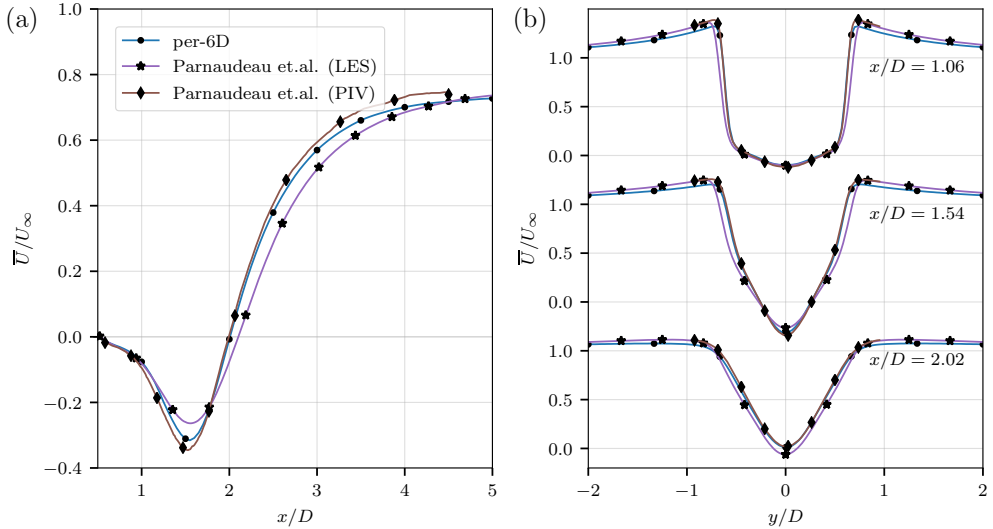 (a)
1.0
0.8
0.6
0.4
0.2
0.0
−0.2
−0.4
U̅/U∞
per-6D
Parnaudeau et.al. (LES)
Parnaudeau et.al. (PIV)
1 2 3 4 5
x/D
(b)
1.0
0.5
0.0
1.0
0.5
0.0
1.0
0.5
0.0
U̅/U∞
x/D = 1.06
x/D = 1.54
x/D = 2.02
−2 −1 0 1 2
y/D